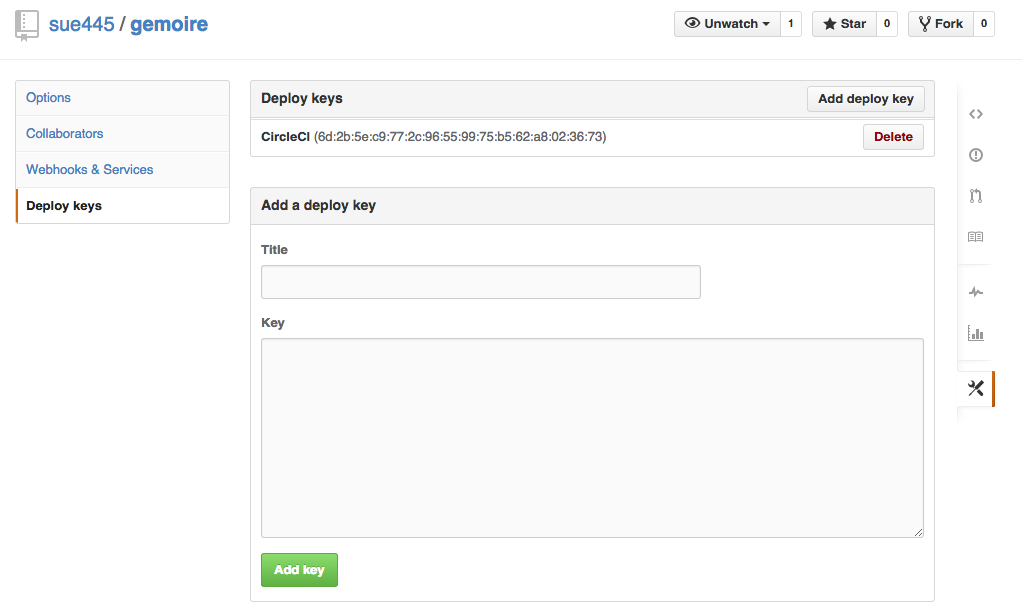 sue445 / gemoire
Unwatch 1 Star 0 Fork 0
Options
Collaborators
Webhooks & Services
Deploy keys
Deploy keys Add deploy key
CircleCI (6d:2b:5e:c9:77:2c:96:55:99:75:b5:62:a8:02:36:73) Delete
Add a deploy key
Title
Key
Add key